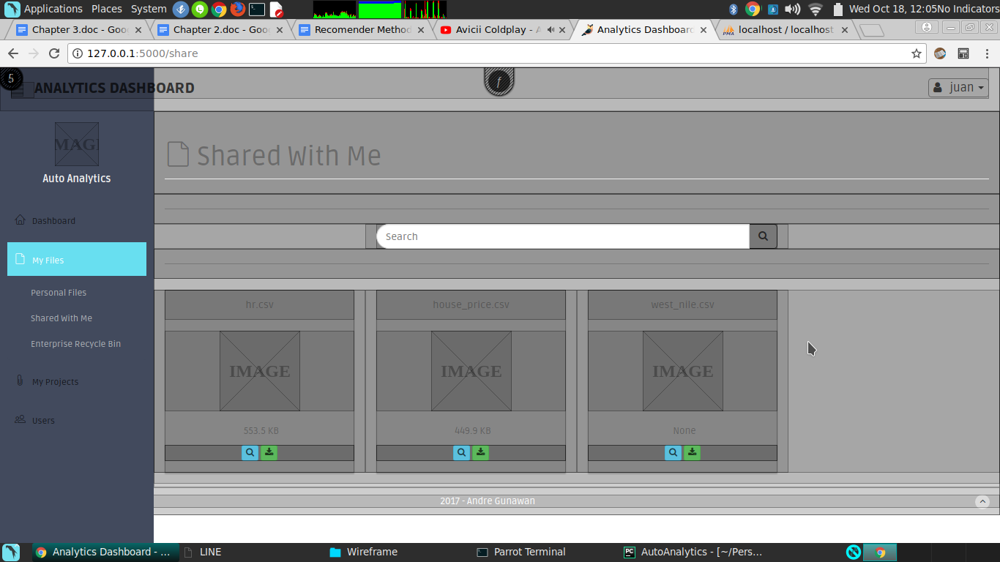 Applications Places System Wed Oct 18, 12:05 No Indicators
Chapter 3.doc - Goo Chapter 2.doc - Goo Recomender Method Avicii Coldplay - A Analytics Dashboard localhost / localhost
127.0.0.1:5000/share
5
ANALYTICS DASHBOARD
f
juan
IMAGE
Auto Analytics
Dashboard
My Files
Personal Files
Shared With Me
Enterprise Recycle Bin
My Projects
Users
Shared With Me
Search
hr.csv house_price.csv west_nile.csv
IMAGE IMAGE IMAGE
553.5 KB 449.9 KB None
2017 - Andre Gunawan
Analytics Dashboard - ... LINE Wireframe Parrot Terminal AutoAnalytics - [~/Pers...